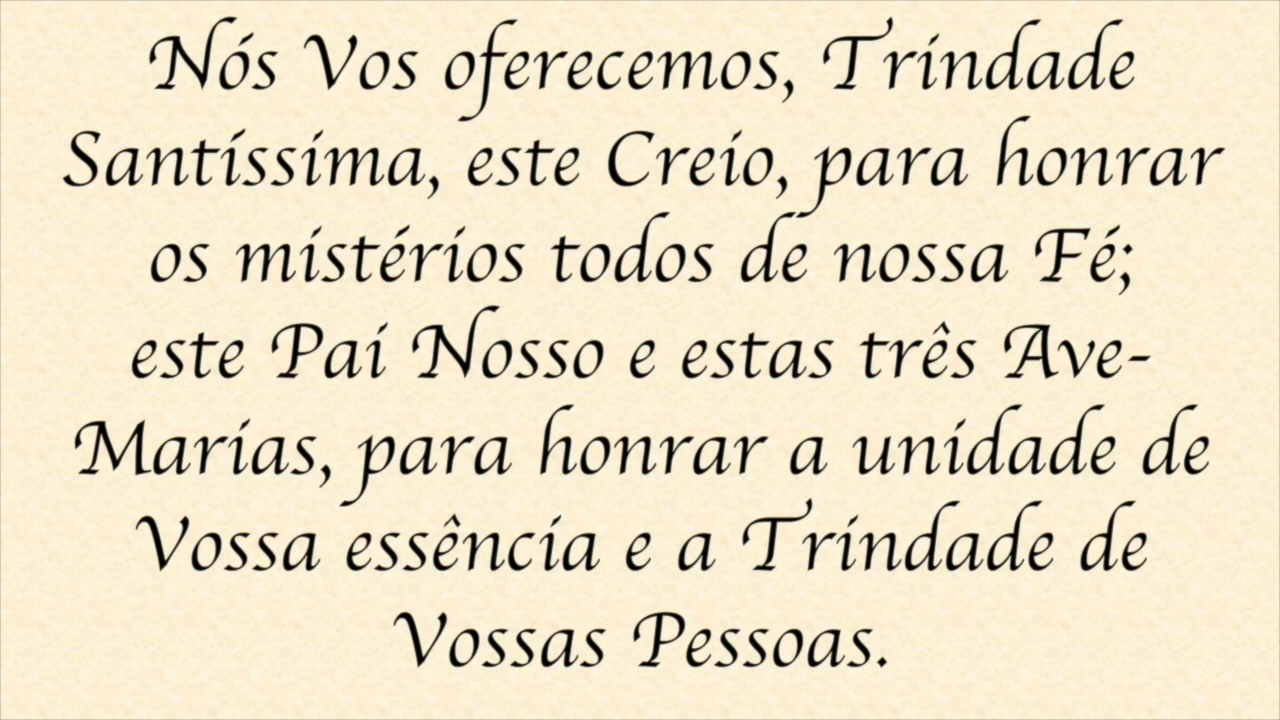 Nós Vos oferecemos, Trindade
Santíssima, este Creio, para honrar
os mistérios todos de nossa Fé;
este Pai Nosso e estas três Ave-
Marias, para honrar a unidade de
Vossa essência e a Trindade de
Vossas Pessoas.